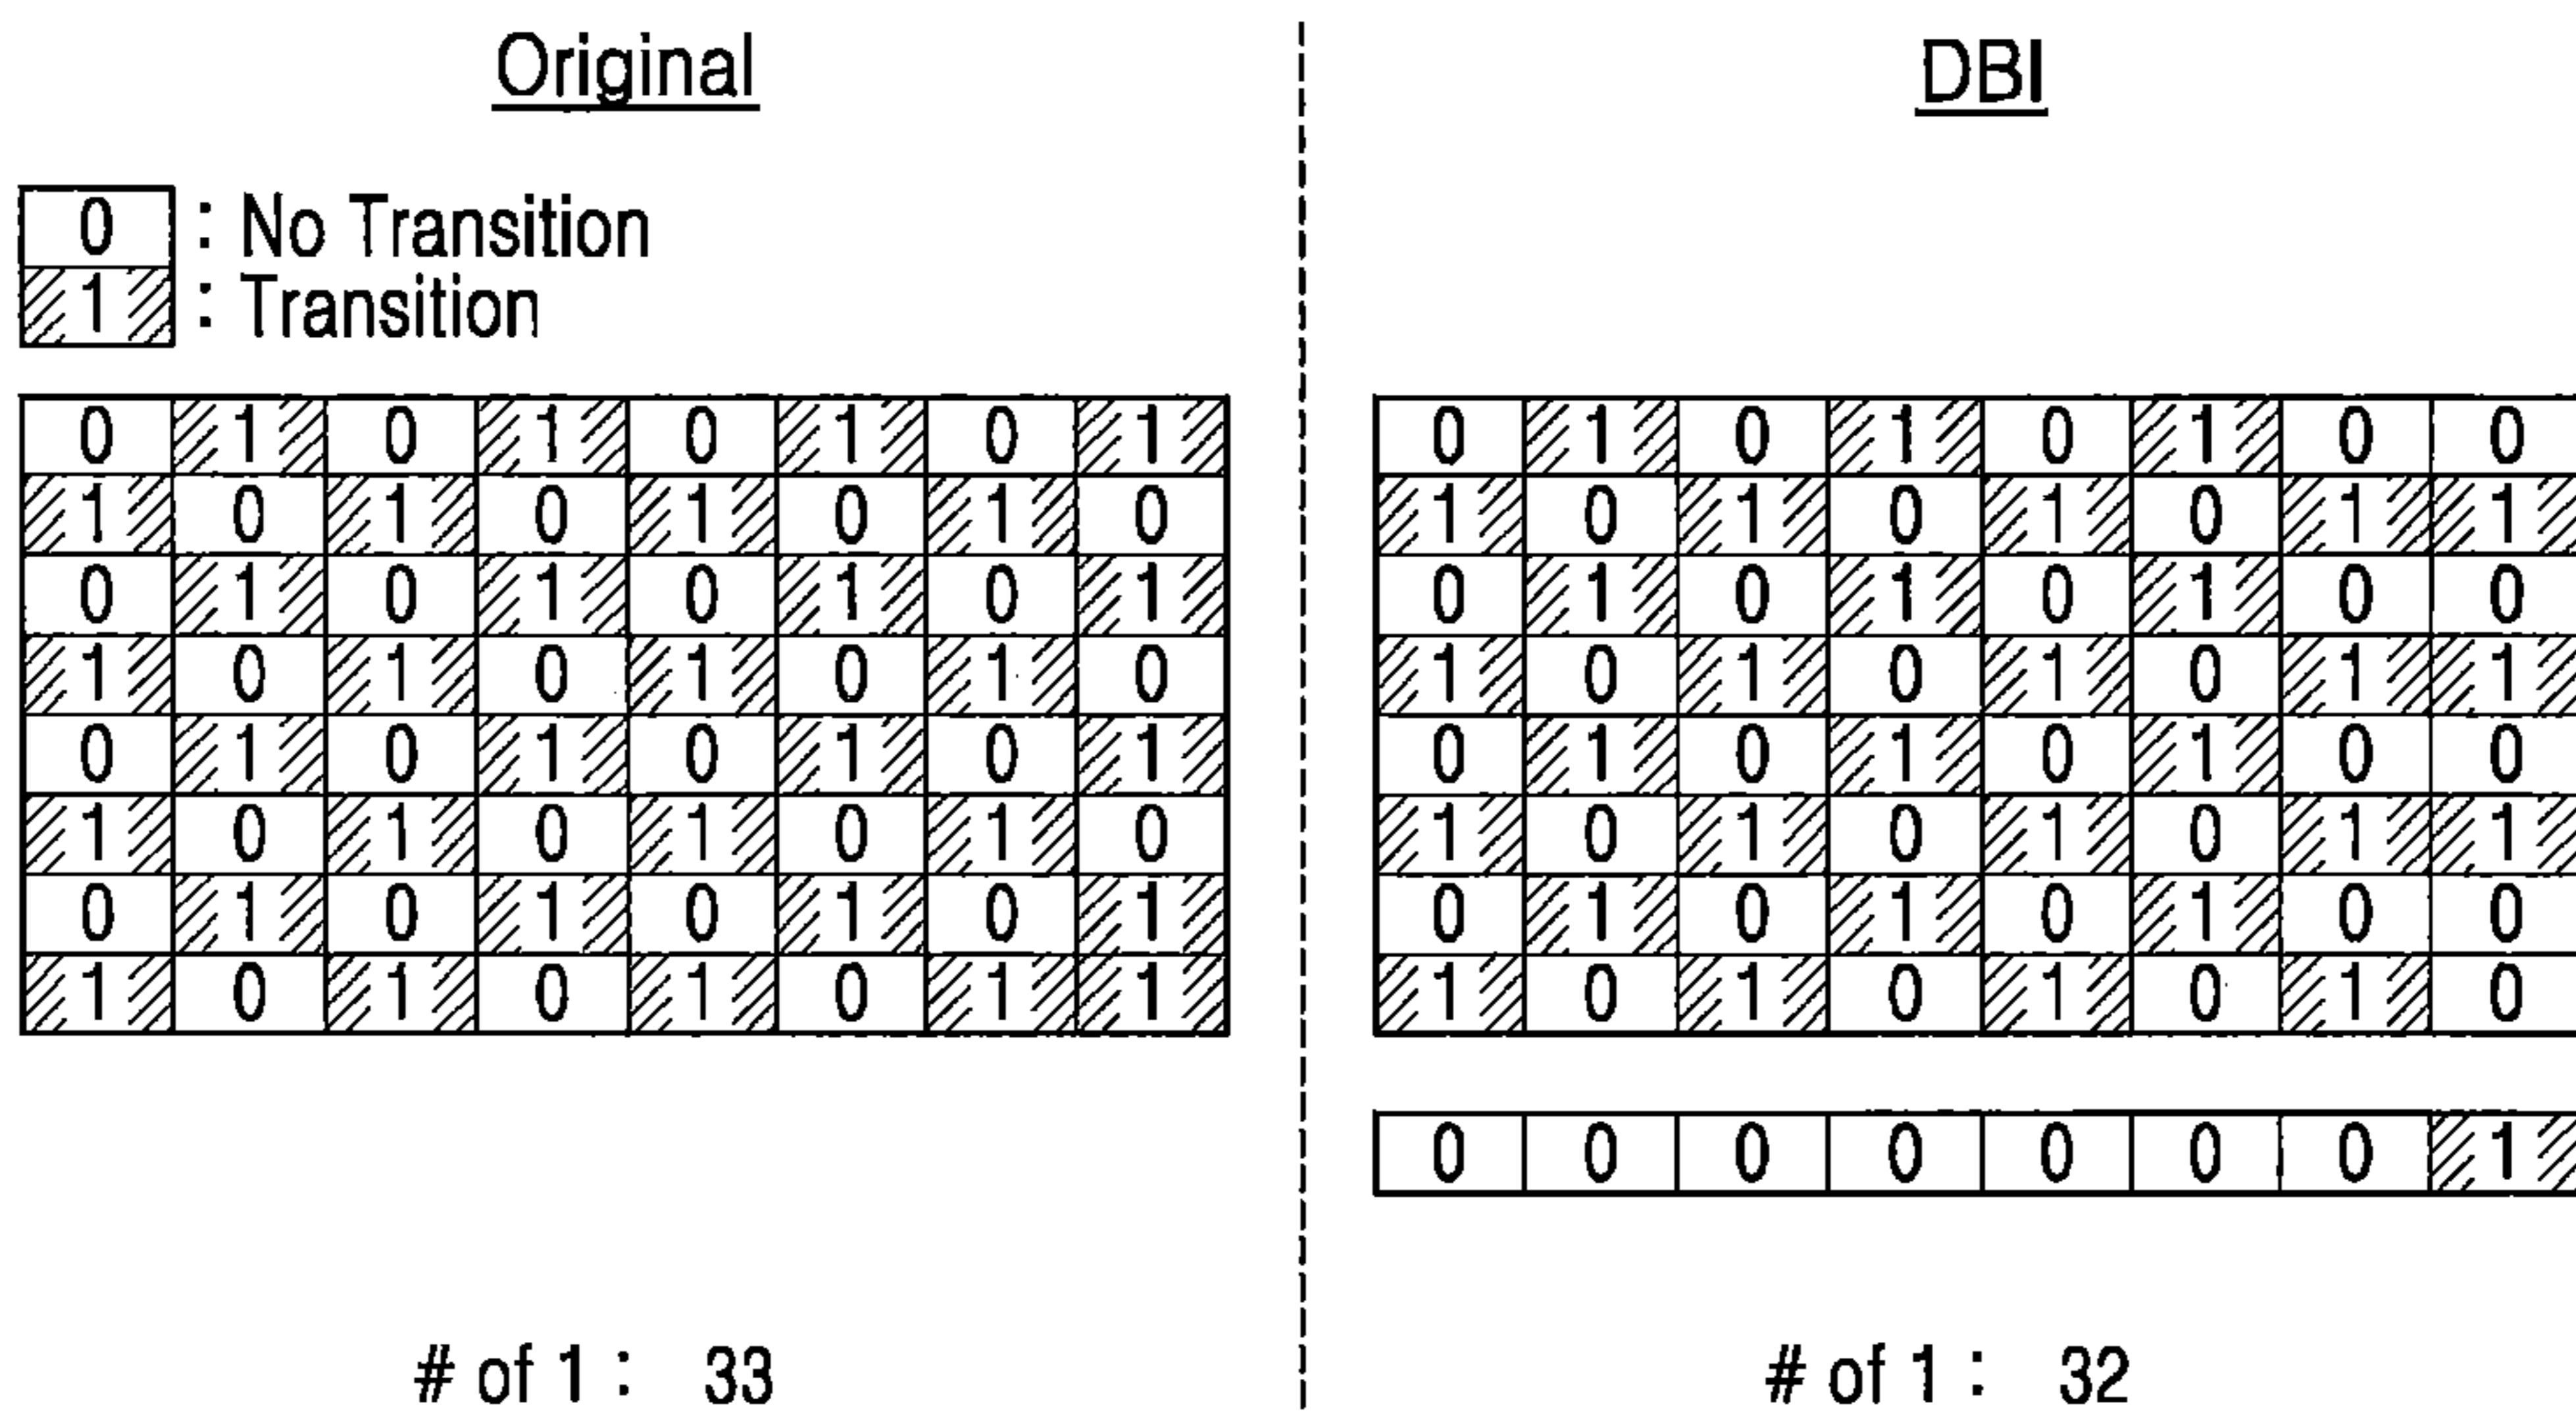 Original
0 : No Transition
1 : Transition
0 1 0 1 0 1 0 1
1 0 1 0 1 0 1 0
0 1 0 1 0 1 0 1
1 0 1 0 1 0 1 0
0 1 0 1 0 1 0 1
1 0 1 0 1 0 1 0
0 1 0 1 0 1 0 1
1 0 1 0 1 0 1 1
# of 1 : 33
DBI
0 1 0 1 0 1 0 0
1 0 1 0 1 0 1 1
0 1 0 1 0 1 0 0
1 0 1 0 1 0 1 1
0 1 0 1 0 1 0 0
1 0 1 0 1 0 1 1
0 1 0 1 0 1 0 0
1 0 1 0 1 0 1 0
0 0 0 0 0 0 0 1
# of 1 : 32